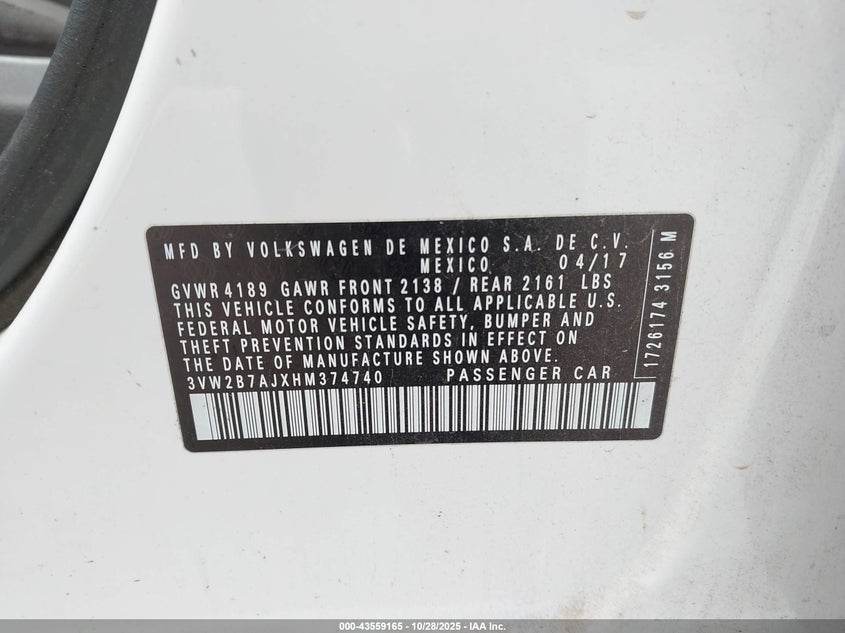 MFD BY VOLKSWAGEN DE MEXICO S.A. DE C.V.
MEXICO 04/17
GVWR 4189 GAWR FRONT 2138 / REAR 2161 LBS
THIS VEHICLE CONFORMS TO ALL APPLICABLE U.S.
FEDERAL MOTOR VEHICLE SAFETY, BUMPER AND
THEFT PREVENTION STANDARDS IN EFFECT ON
THE DATE OF MANUFACTURE SHOWN ABOVE.
3VW2B7AJXHM374740 PASSENGER CAR
1726174 3156 M
000-43559165 - 10/28/2025 - IAA Inc.